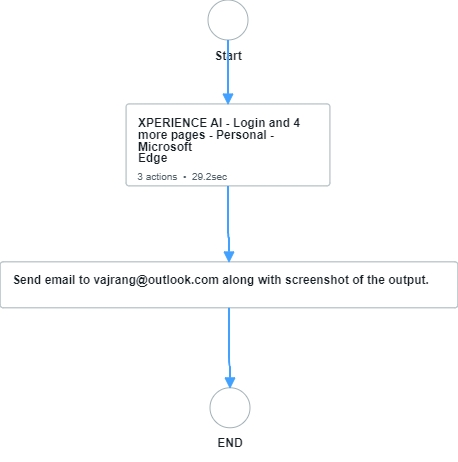 Start
XPERIENCE AI - Login and 4
more pages - Personal -
Microsoft
Edge
3 actions • 29.2sec
Send email to vajrang@outlook.com along with screenshot of the output.
END